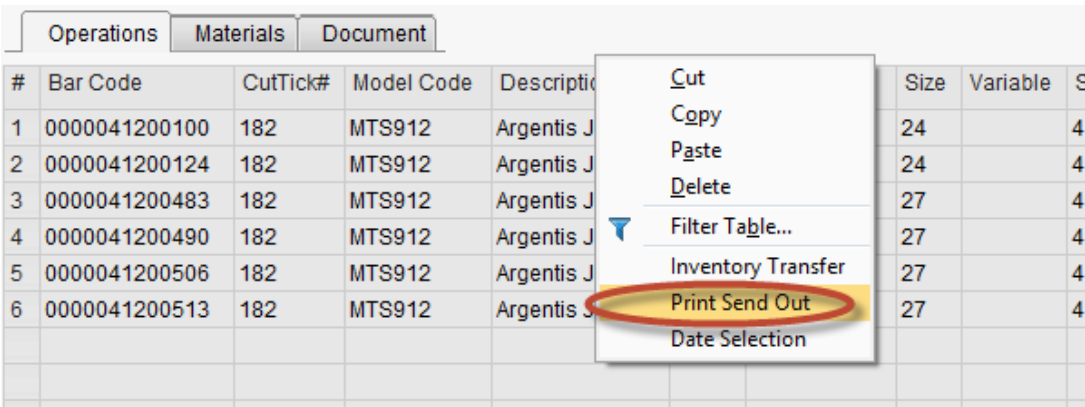 Operations Materials Document
# Bar Code CutTick# Model Code Descriptio Size Variable S
1 0000041200100 182 MTS912 Argentis J 24 4
2 0000041200124 182 MTS912 Argentis J 24 4
3 0000041200483 182 MTS912 Argentis J 27 4
4 0000041200490 182 MTS912 Argentis J 27 4
5 0000041200506 182 MTS912 Argentis J 27 4
6 0000041200513 182 MTS912 Argentis J 27 4
Cut
Copy
Paste
Delete
Filter Table...
Inventory Transfer
Print Send Out
Date Selection